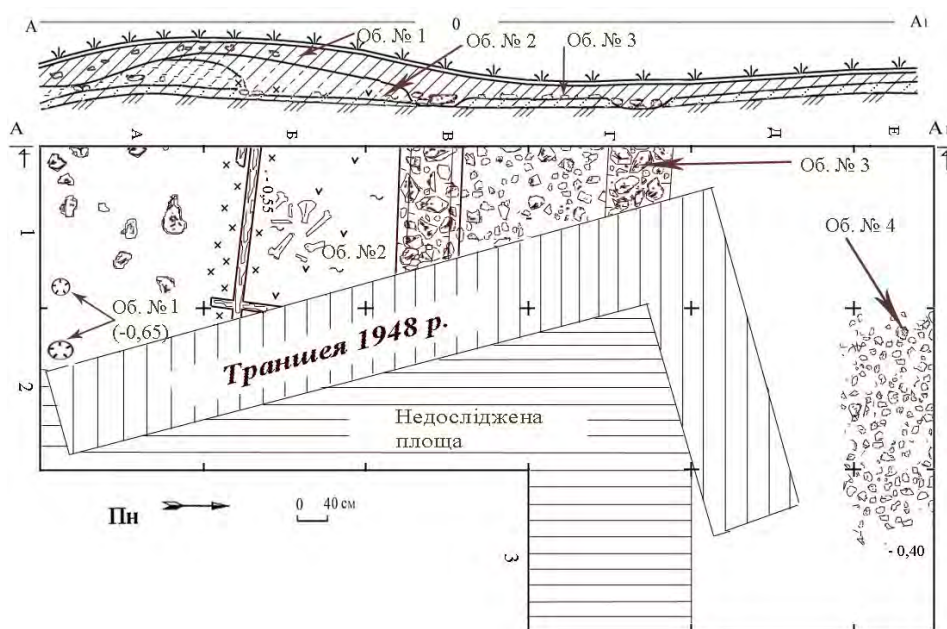 А 0 А₁
Об. № 1
Об. № 2
Об. № 3
А А₁
А Б В Г Д Е
1
1
- 0,55
Об. №2
Об. № 3
Об. № 4
Об. №1
(-0,65)
Траншея 1948 р.
2
Недосліджена
площа
Пн
0 40 см
3
- 0,40